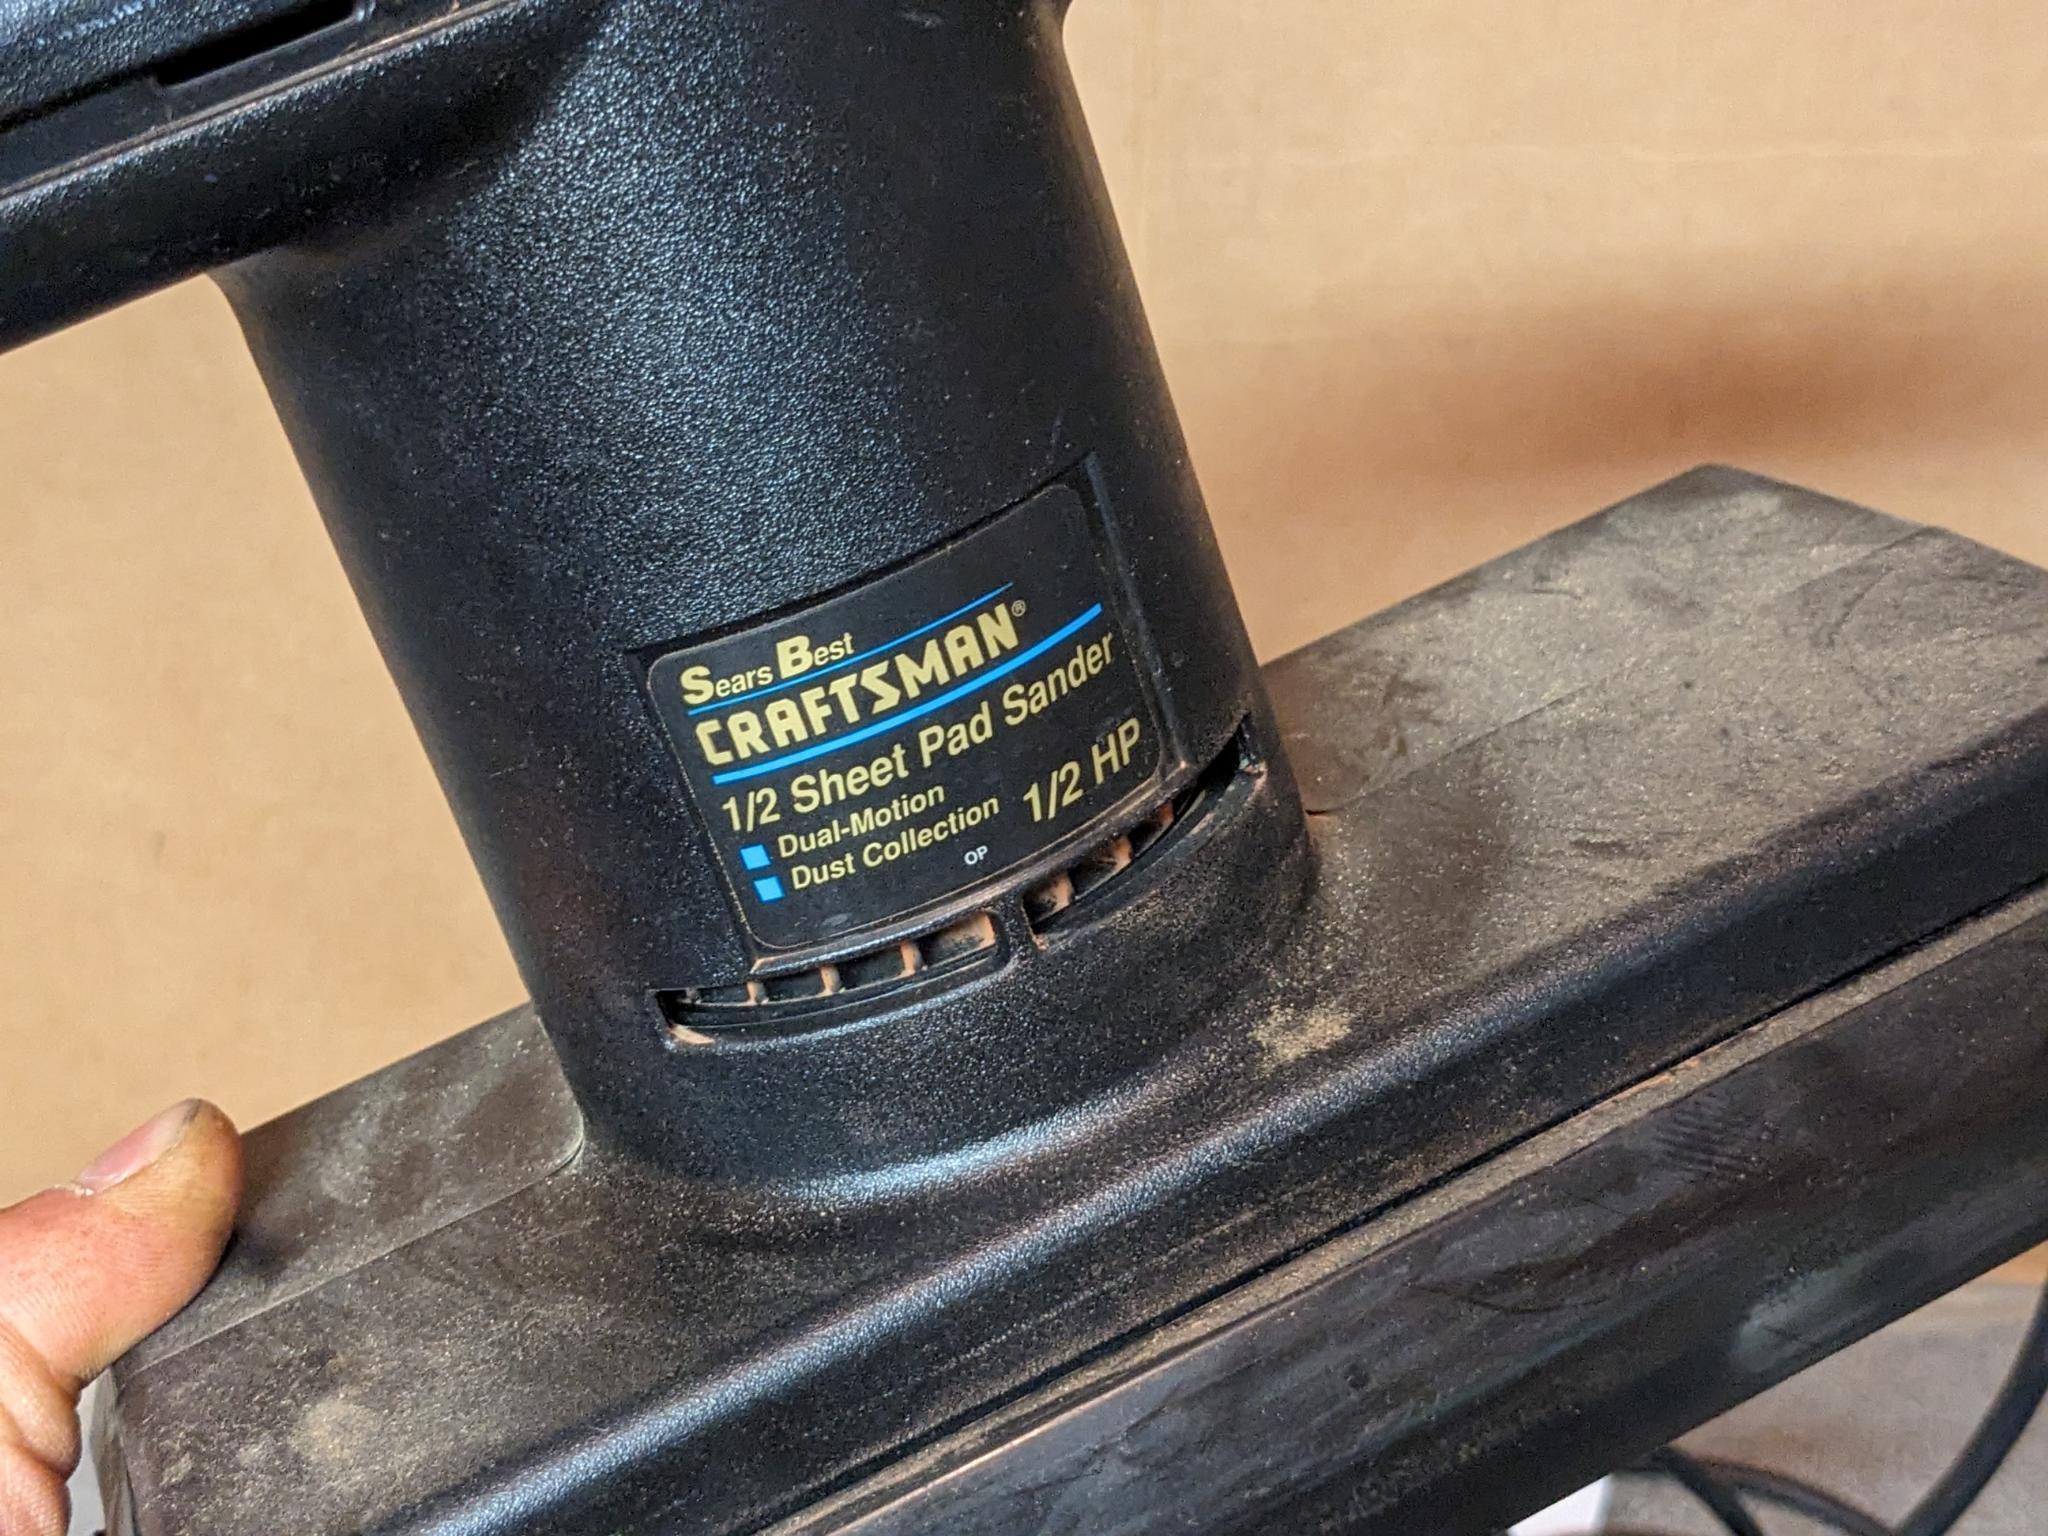 Sears Best
CRAFTSMAN®
1/2 Sheet Pad Sander
Dual-Motion
Dust Collection 1/2 HP
OP